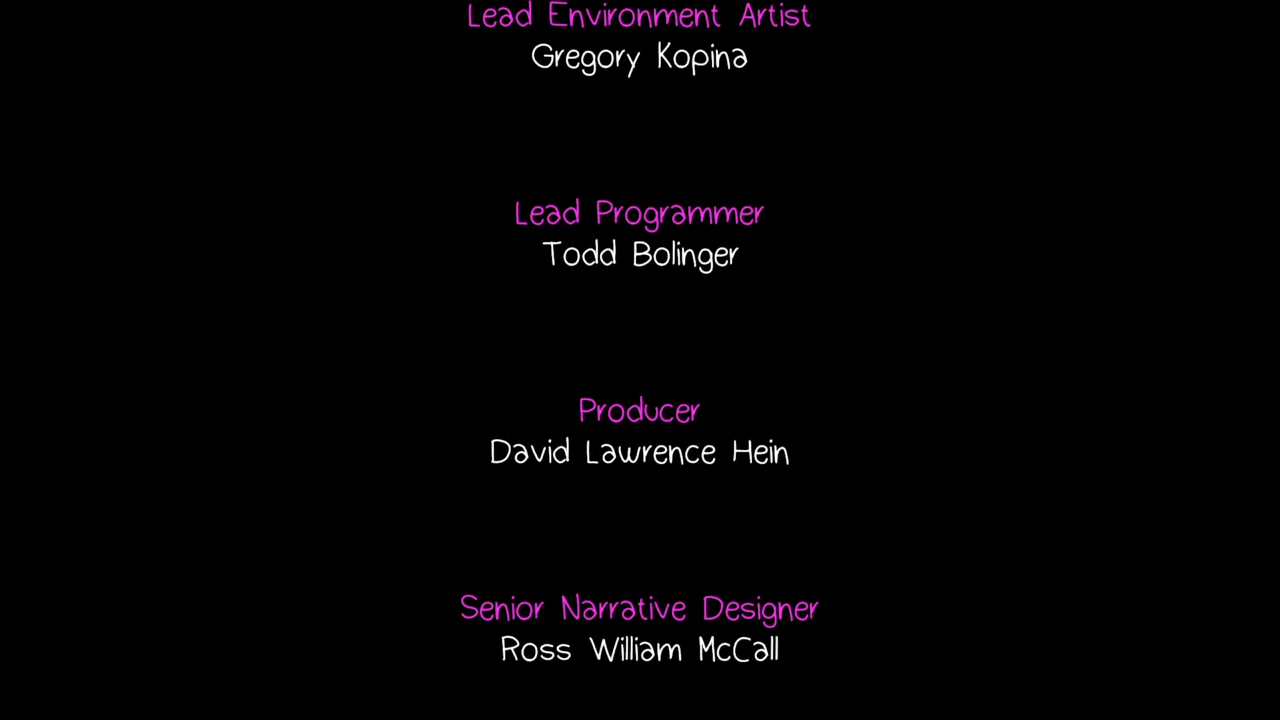 Lead Environment Artist
Gregory Kopina
Lead Programmer
Todd Bolinger
Producer
David Lawrence Hein
Senior Narrative Designer
Ross William McCall